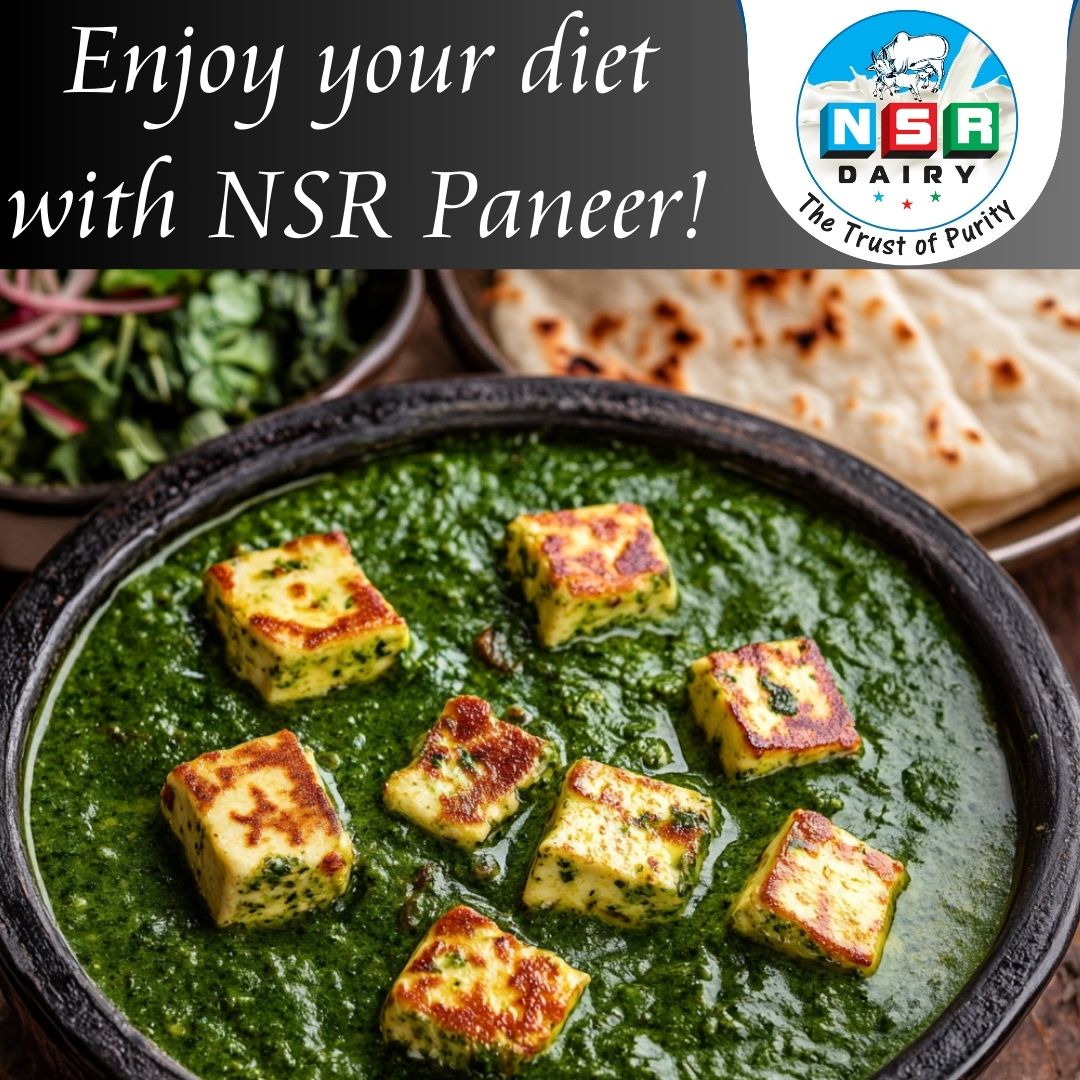 Enjoy your diet
with NSR Paneer!
NSR
DAIRY
The Trust of Purity